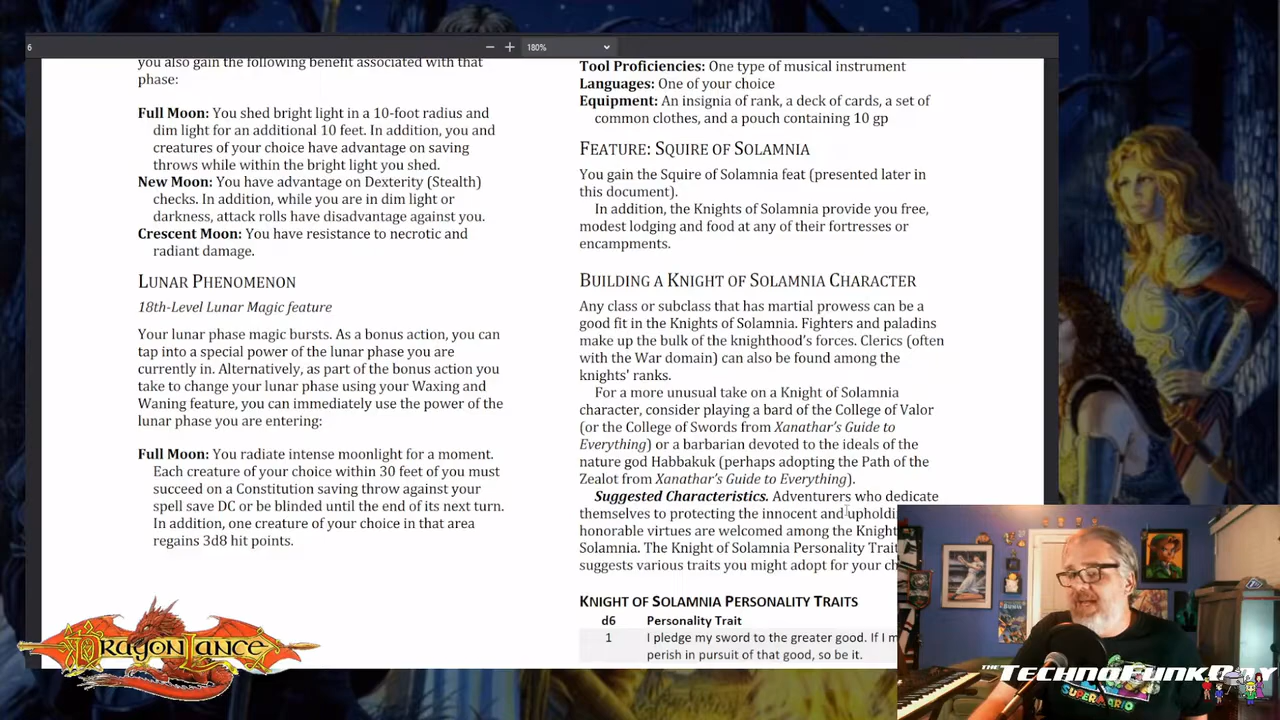 6
180%
you also gain the following benefit associated with that
phase:
Full Moon: You shed bright light in a 10-foot radius and
dim light for an additional 10 feet. In addition, you and
creatures of your choice have advantage on saving
throws while within the bright light you shed.
New Moon: You have advantage on Dexterity (Stealth)
checks. In addition, while you are in dim light or
darkness, attack rolls have disadvantage against you.
Crescent Moon: You have resistance to necrotic and
radiant damage.
LUNAR PHENOMENON
18th-Level Lunar Magic feature
Your lunar phase magic bursts. As a bonus action, you can
tap into a special power of the lunar phase you are
currently in. Alternatively, as part of the bonus action you
take to change your lunar phase using your Waxing and
Waning feature, you can immediately use the power of the
lunar phase you are entering:
Full Moon: You radiate intense moonlight for a moment.
Each creature of your choice within 30 feet of you must
succeed on a Constitution saving throw against your
spell save DC or be blinded until the end of its next turn.
In addition, one creature of your choice in that area
regains 3d8 hit points.
Tool Proficiencies: One type of musical instrument
Languages: One of your choice
Equipment: An insignia of rank, a deck of cards, a set of
common clothes, and a pouch containing 10 gp
FEATURE: SQUIRE OF SOLAMNIA
You gain the Squire of Solamnia feat (presented later in
this document).
In addition, the Knights of Solamnia provide you free,
modest lodging and food at any of their fortresses or
encampments.
BUILDING A KNIGHT OF SOLAMNIA CHARACTER
Any class or subclass that has martial prowess can be a
good fit in the Knights of Solamnia. Fighters and paladins
make up the bulk of the knighthood's forces. Clerics (often
with the War domain) can also be found among the
knights' ranks.
For a more unusual take on a Knight of Solamnia
character, consider playing a bard of the College of Valor
(or the College of Swords from Xanathar's Guide to
Everything) or a barbarian devoted to the ideals of the
nature god Habbakuk (perhaps adopting the Path of the
Zealot from Xanathar's Guide to Everything).
Suggested Characteristics. Adventurers who dedicate
themselves to protecting the innocent and upholdi
honorable virtues are welcomed among the Knight
Solamnia. The Knight of Solamnia Personality Trait
suggests various traits you might adopt for your ch
KNIGHT OF SOLAMNIA PERSONALITY TRAITS
d6 Personality Trait
1 I pledge my sword to the greater good. If I m
perish in pursuit of that good, so be it.
DRAGONLANCE
THE TECHNOFUNKBOY
SUPER MARIO